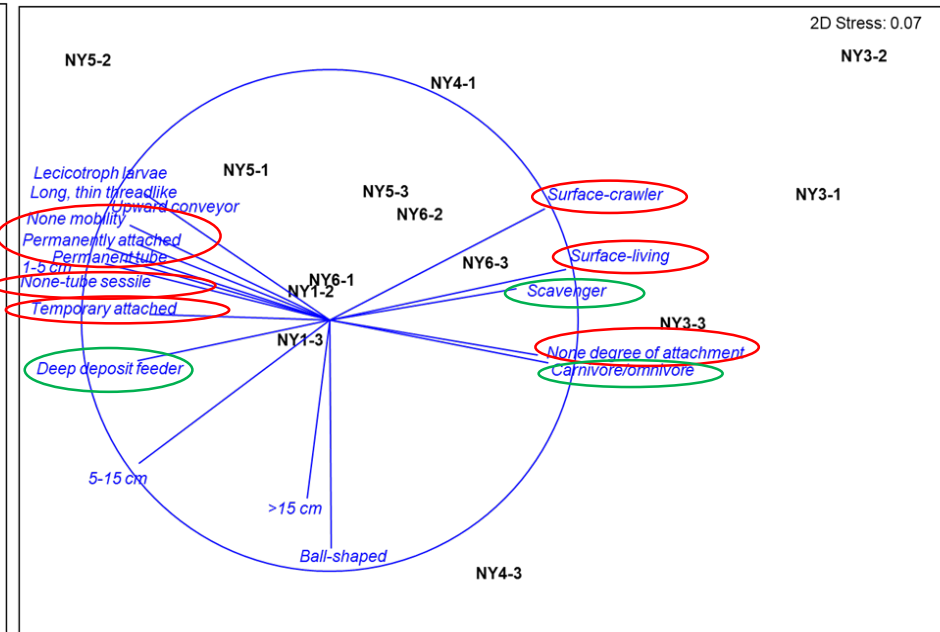 2D Stress: 0.07
NY5-2
NY3-2
NY4-1
NY5-1
Lecicotroph larvae
NY5-3
Long, thin threadlike
Surface-crawler
NY3-1
Upward conveyor
NY6-2
None mobility
Permanently attached
Permanent tube
Surface-living
NY6-3
1-5 cm
None-tube sessile
NY6-1
NY1-2
Scavenger
Temporary attached
NY3-3
NY1-3
None degree of attachment
Deep deposit feeder
Carnivore/omnivore
5-15 cm
>15 cm
Ball-shaped
NY4-3